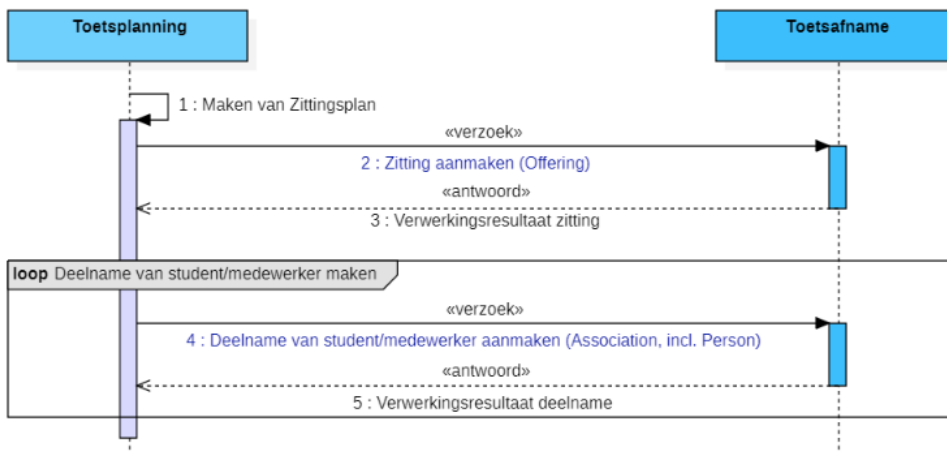 Toetsplanning
Toetsafname
1 : Maken van Zittingsplan
«verzoek»
2 : Zitting aanmaken (Offering)
«antwoord»
3 : Verwerkingsresultaat zitting
loop Deelname van student/medewerker maken
«verzoek»
4 : Deelname van student/medewerker aanmaken (Association, incl. Person)
«antwoord»
5 : Verwerkingsresultaat deelname